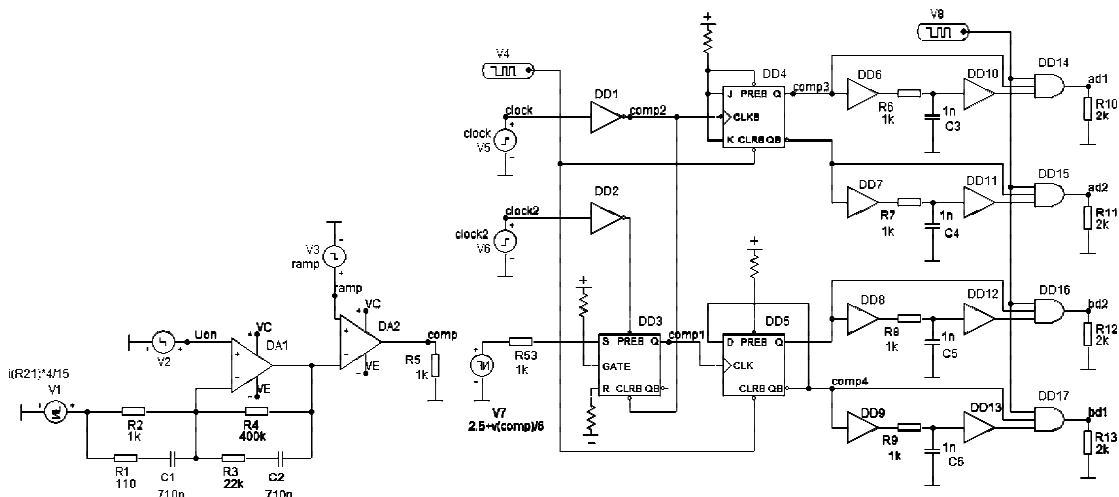 V8
V4
DD14
ad1
R10
2k
DD4
comp3
DD6
DD10
R6
1k
1n
C3
J PREB Q
CLKB
K CLRB QB
DD1
clock
comp2
clock
V5
DD2
clock2
clock2
V6
DD15
ad2
R11
2k
DD7
DD11
R7
1k
1n
C4
V3
ramp
ramp
VC
DA2
comp
VE
R5
1k
V2
Uon
VC
DA1
VE
i(R21)*4/15
V1
R2
1k
R4
400k
R1
110
C1
710n
R3
22k
C2
710n
R53
1k
V7
2.5+v(comp)/6
DD3
comp1
S PREB Q
GATE
R CLRB QB
DD5
D PREB Q
CLK
CLRB QB
comp4
DD8
DD12
R8
1k
1n
C5
DD16
bd2
R12
2k
DD9
DD13
R9
1k
1n
C6
DD17
bd1
R13
2k